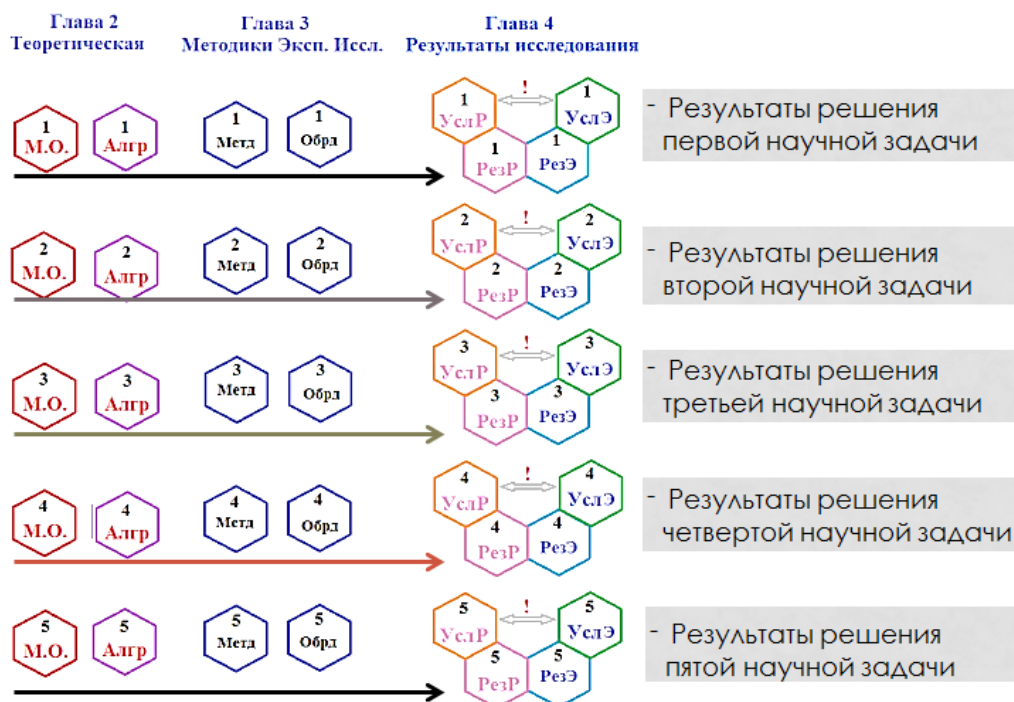 Глава 2
Теоретическая
Глава 3
Методики Эксп. Иссл.
Глава 4
Результаты исследования
1
М.О.
1
Алгр
1
Метд
1
Обрд
1
УслР
!
1
УслЭ
1
РезР
1
РезЭ
- Результаты решения
первой научной задачи
2
М.О.
2
Алгр
2
Метд
2
Обрд
2
УслР
!
2
УслЭ
2
РезР
2
РезЭ
- Результаты решения
второй научной задачи
3
М.О.
3
Алгр
3
Метд
3
Обрд
3
УслР
!
3
УслЭ
3
РезР
3
РезЭ
- Результаты решения
третьей научной задачи
4
М.О.
4
Алгр
4
Метд
4
Обрд
4
УслР
!
4
УслЭ
4
РезР
4
РезЭ
- Результаты решения
четвертой научной задачи
5
М.О.
5
Алгр
5
Метд
5
Обрд
5
УслР
!
5
УслЭ
5
РезР
5
РезЭ
- Результаты решения
пятой научной задачи